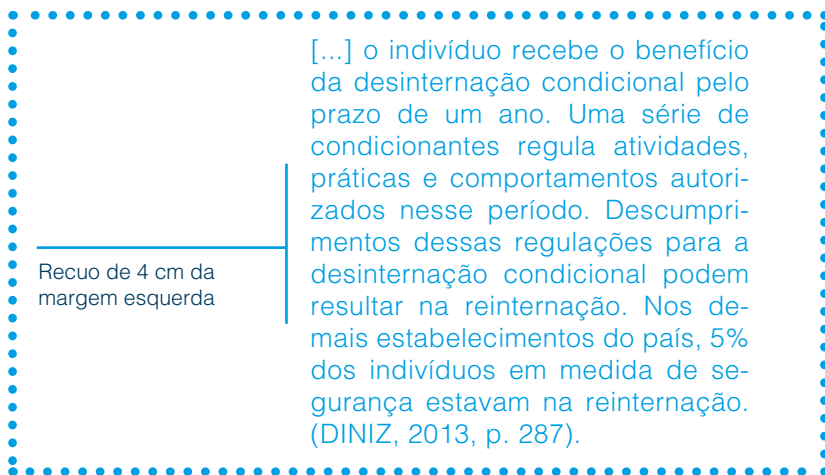 [...] o indivíduo recebe o benefício
da desinternação condicional pelo
prazo de um ano. Uma série de
condicionantes regula atividades,
práticas e comportamentos autori-
zados nesse período. Descumpri-
mentos dessas regulações para a
desinternação condicional podem
resultar na reinternação. Nos de-
mais estabelecimentos do país, 5%
dos indivíduos em medida de se-
gurança estavam na reinternação.
(DINIZ, 2013, p. 287).
Recuo de 4 cm da
margem esquerda